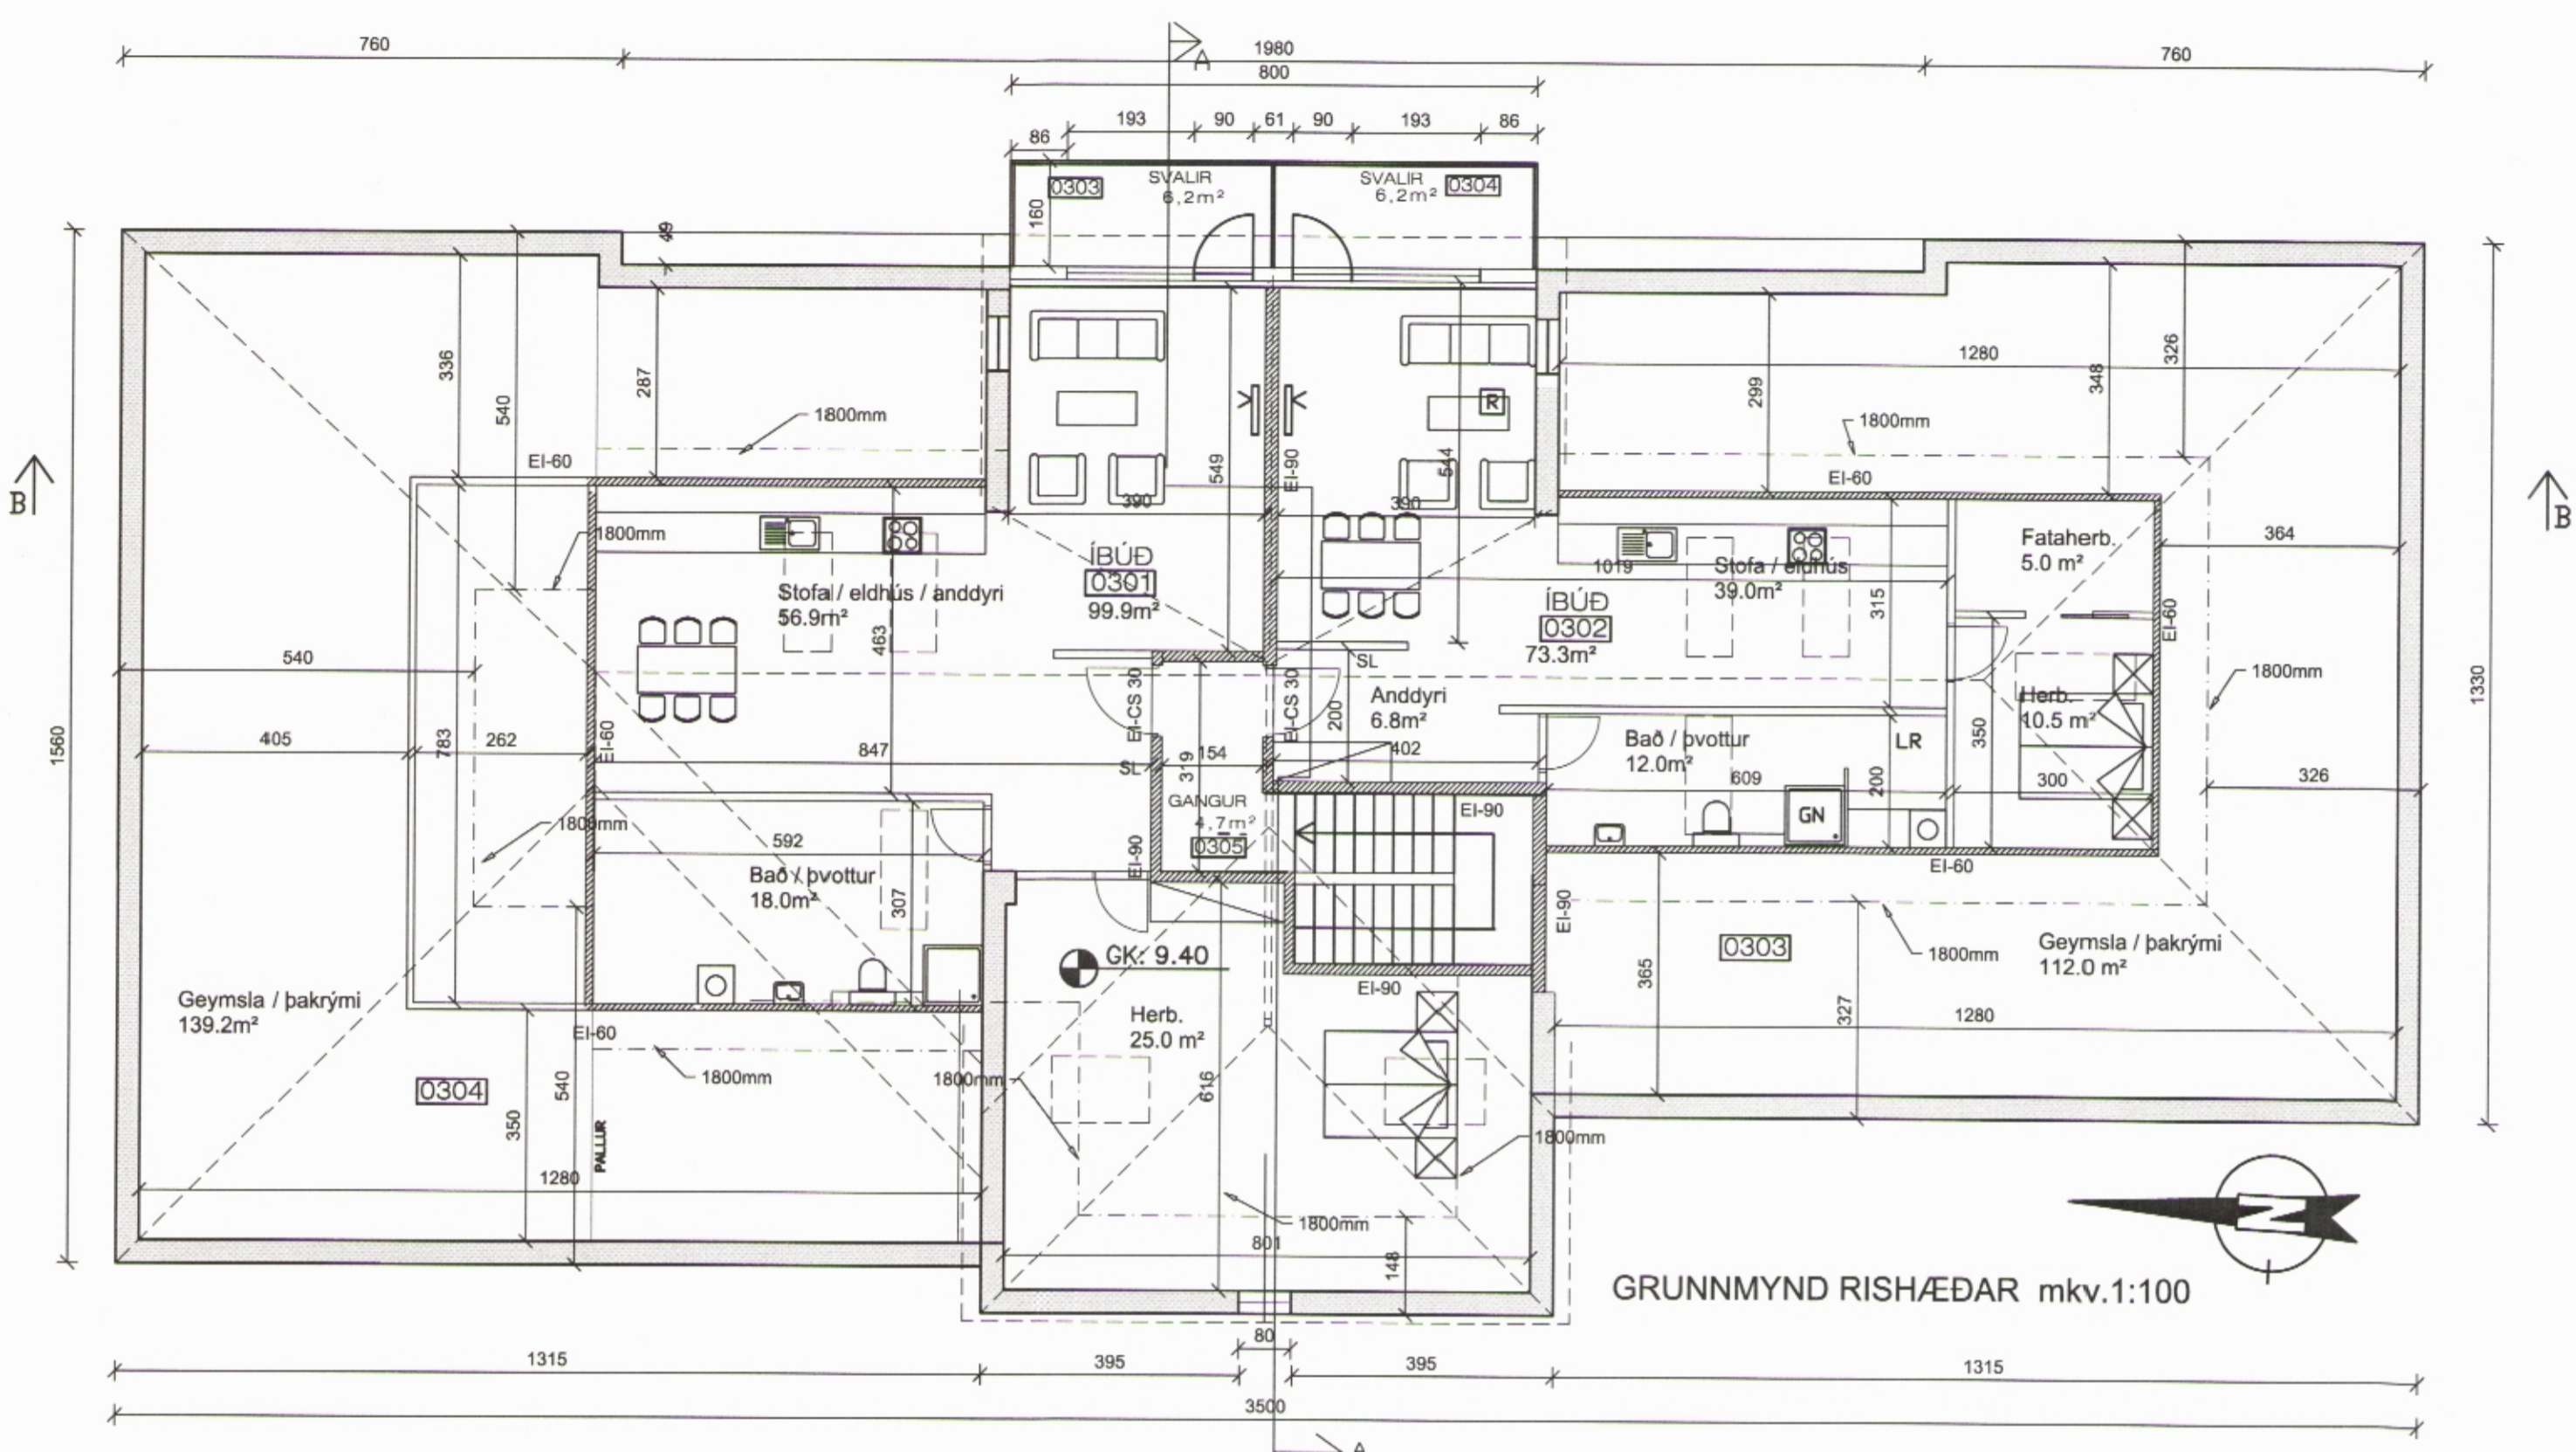 760
1980
760
A
800
193
90
61
90
193
86
86
0303
SVALIR
6,2m²
SVALIR
6,2m²
0304
160
49
336
540
287
1800mm
EI-60
549
EI-90
544
R
390
390
299
1280
348
326
1800mm
EI-60
B
B
1800mm
ÍBÚÐ
0301
99.9m²
Stofa / eldhús / anddyri
56.9m²
463
1019
Stofa / eldhús
39.0m²
ÍBÚÐ
0302
73.3m²
315
Fataherb.
5.0 m²
364
EI-60
540
SL
EI-CS 30
EI-CS 30
Anddyri
6.8m²
200
Herb.
10.5 m²
1800mm
1330
1560
405
783
262
EI-60
847
SL
319
154
402
Bað / þvottur
12.0m²
609
LR
200
350
300
326
GN
1800mm
GANGUR
4,7m²
0305
EI-90
EI-90
592
Bað / þvottur
18.0m²
307
EI-60
EI-90
GK: 9.40
EI-90
365
0303
1800mm
Geymsla / þakrými
112.0 m²
327
1280
Geymsla / þakrými
139.2m²
EI-60
Herb.
25.0 m²
0304
540
1800mm
1800mm
616
350
PALLUR
1800mm
1280
1800mm
801
148
GRUNNMYND RISHÆÐAR mkv.1:100
80
1315
395
395
1315
3500
A